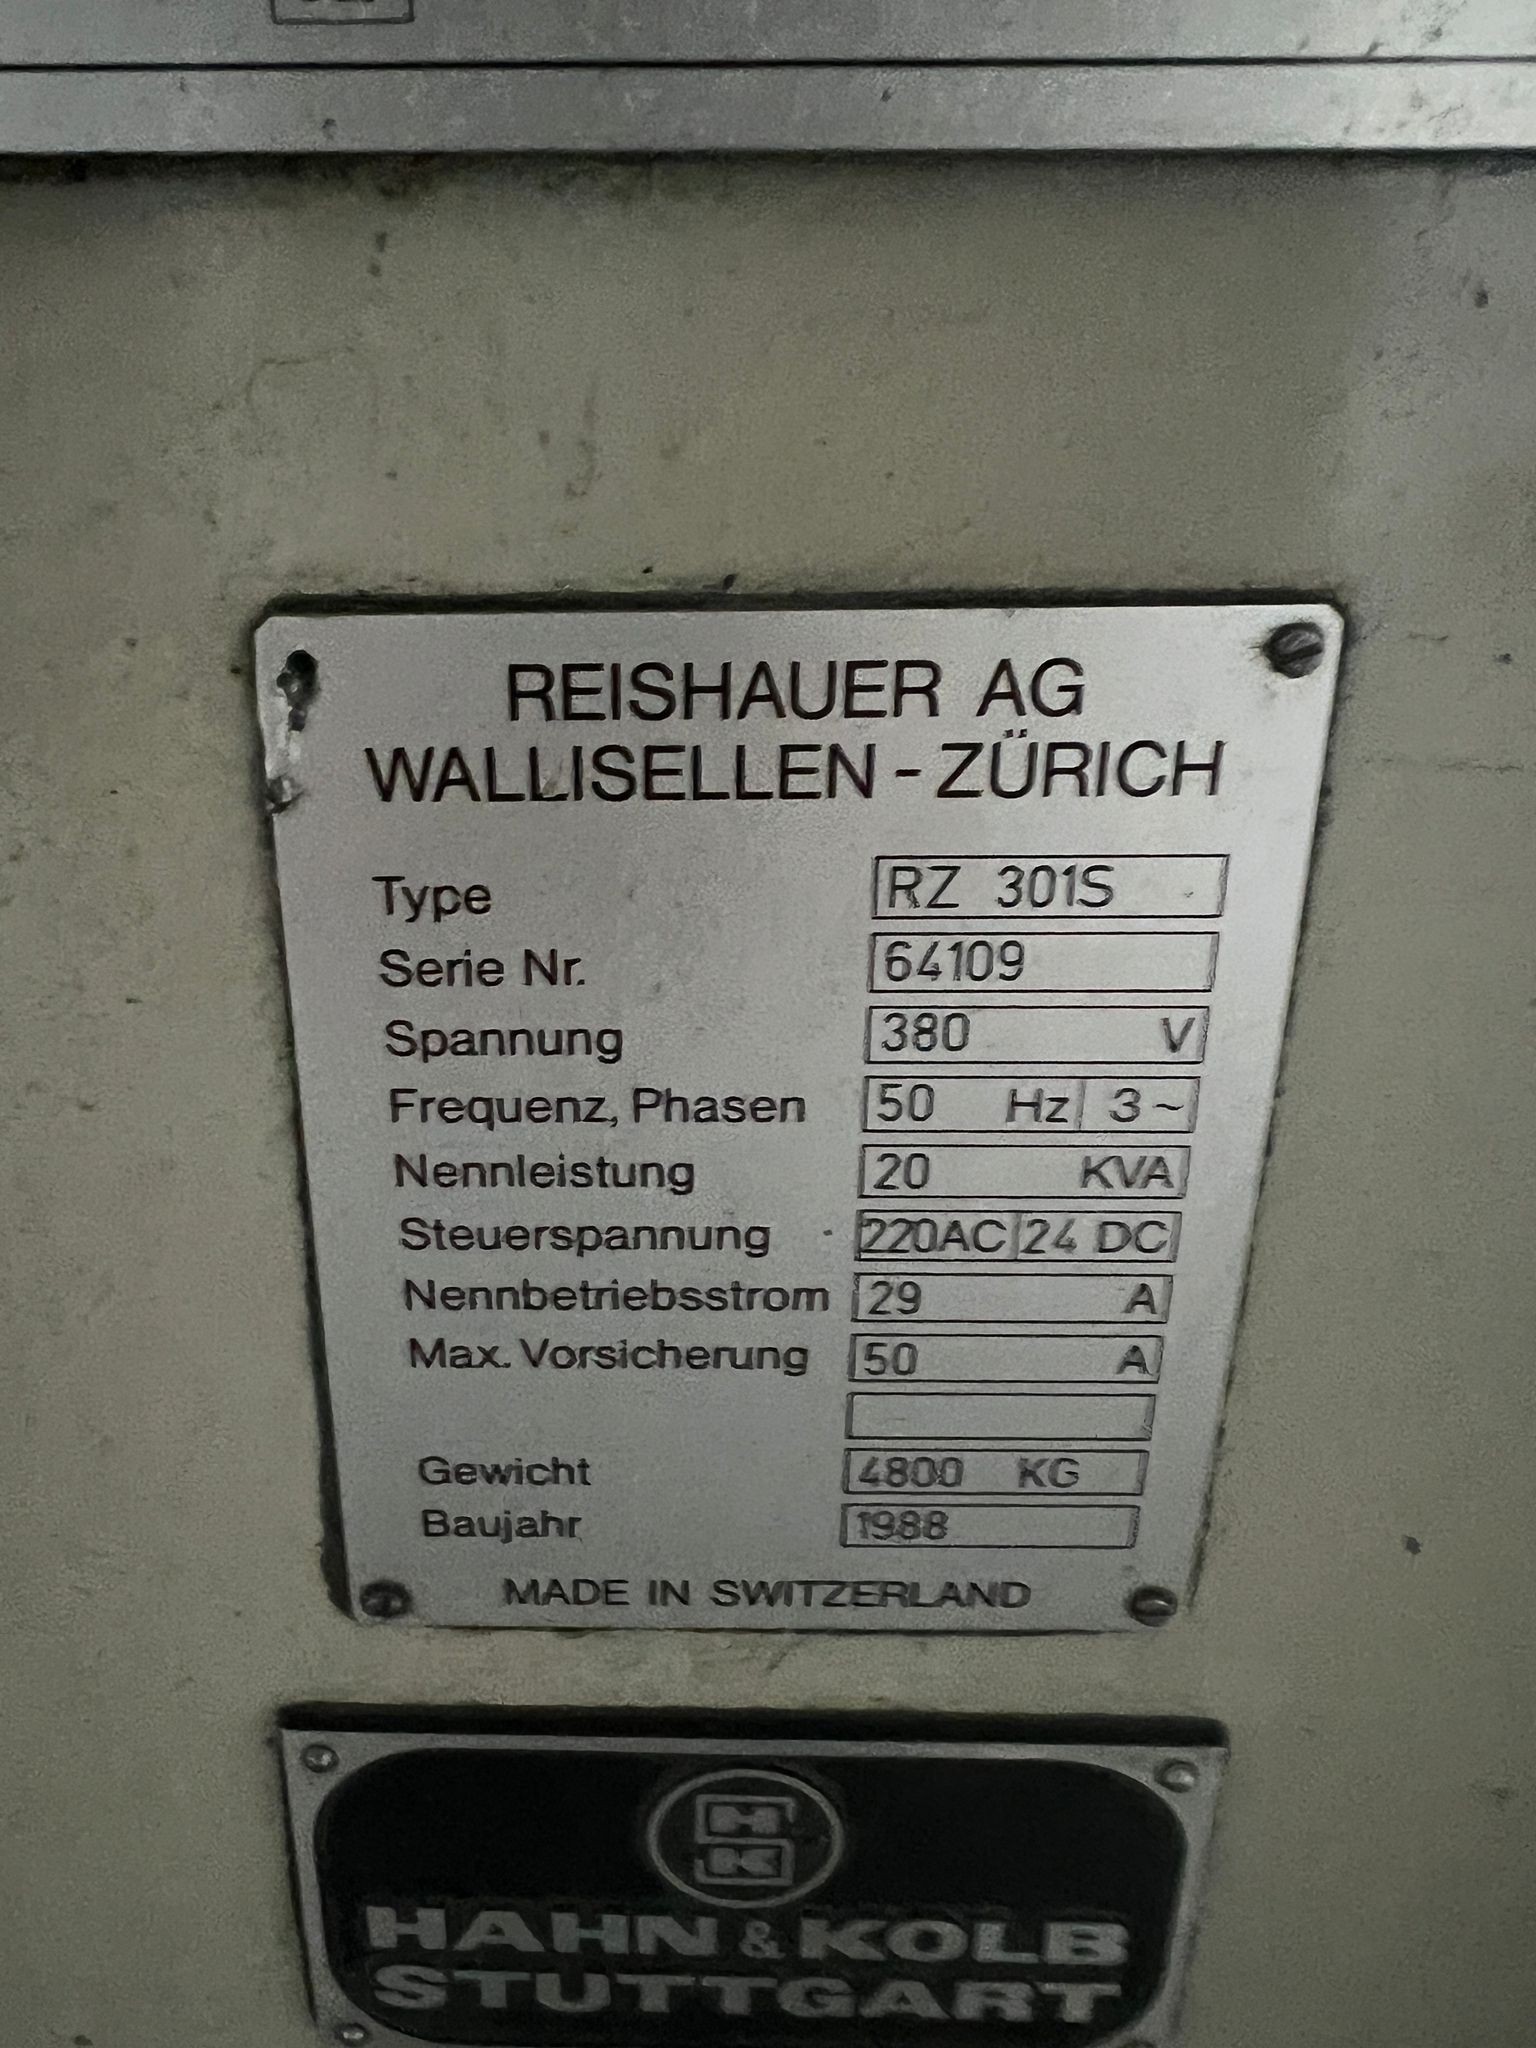 REISHAUER AG
WALLISELLEN - ZÜRICH
Type RZ 301S
Serie Nr. 64109
Spannung 380 V
Frequenz, Phasen 50 Hz 3 ~
Nennleistung 20 KVA
Steuerspannung 220AC 24 DC
Nennbetriebsstrom 29 A
Max. Vorsicherung 50 A
Gewicht 4800 KG
Baujahr 1988
MADE IN SWITZERLAND
H
K
HAHN & KOLB
STUTTGART